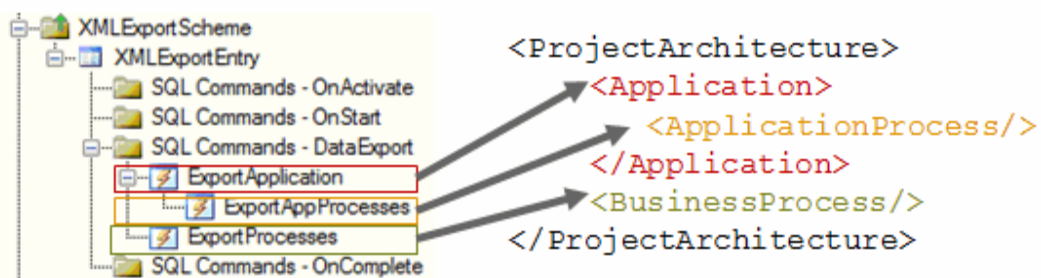 XMLExportScheme
XMLExportEntry
SQL Commands - OnActivate
SQL Commands - OnStart
SQL Commands - DataExport
ExportApplication
ExportAppProcesses
ExportProcesses
SQL Commands - OnComplete
<ProjectArchitecture>
<Application>
<ApplicationProcess/>
</Application>
<BusinessProcess/>
</ProjectArchitecture>